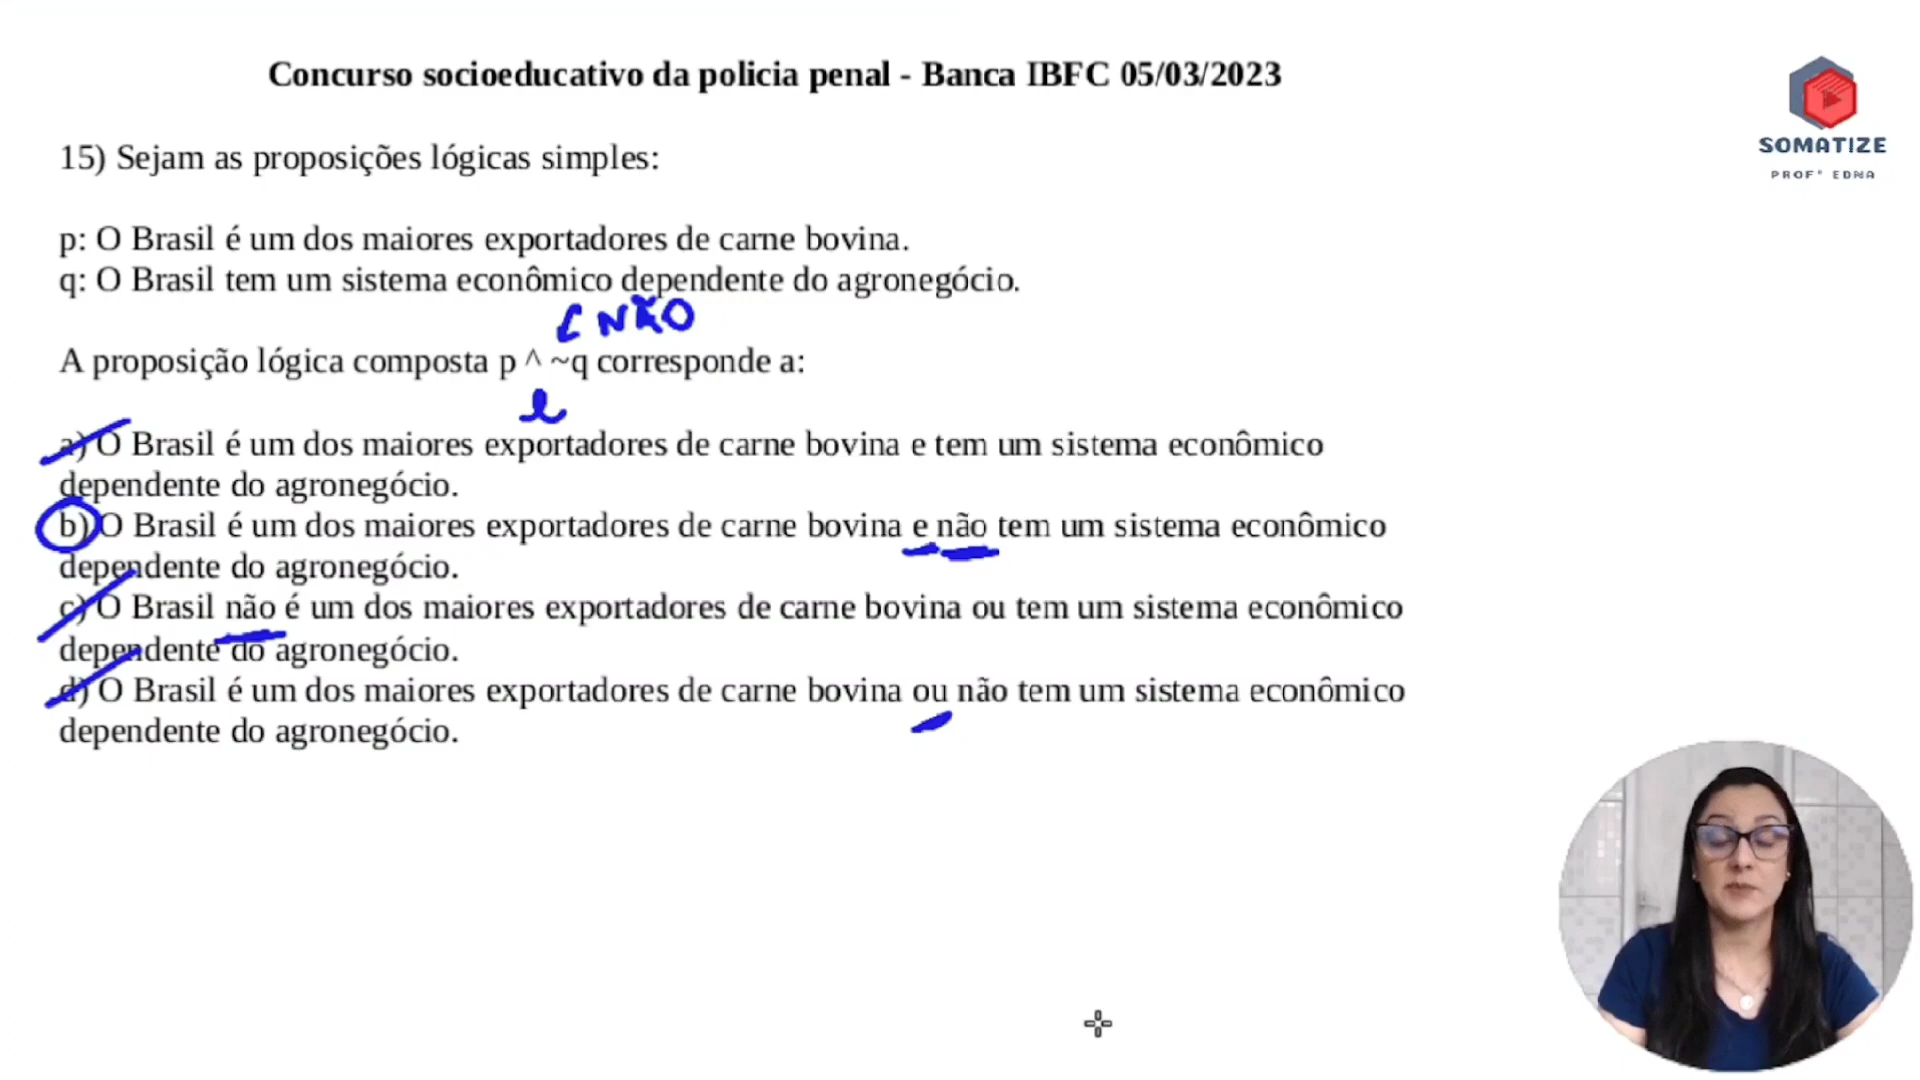 Concurso socioeducativo da policia penal - Banca IBFC 05/03/2023
SOMATIZE
PROFª EDNA
15) Sejam as proposições lógicas simples:
p: O Brasil é um dos maiores exportadores de carne bovina.
q: O Brasil tem um sistema econômico dependente do agronegócio.
NÃO
A proposição lógica composta p ^ ~q corresponde a:
e
a) O Brasil é um dos maiores exportadores de carne bovina e tem um sistema econômico
dependente do agronegócio.
b) O Brasil é um dos maiores exportadores de carne bovina e não tem um sistema econômico
dependente do agronegócio.
c) O Brasil não é um dos maiores exportadores de carne bovina ou tem um sistema econômico
dependente do agronegócio.
d) O Brasil é um dos maiores exportadores de carne bovina ou não tem um sistema econômico
dependente do agronegócio.